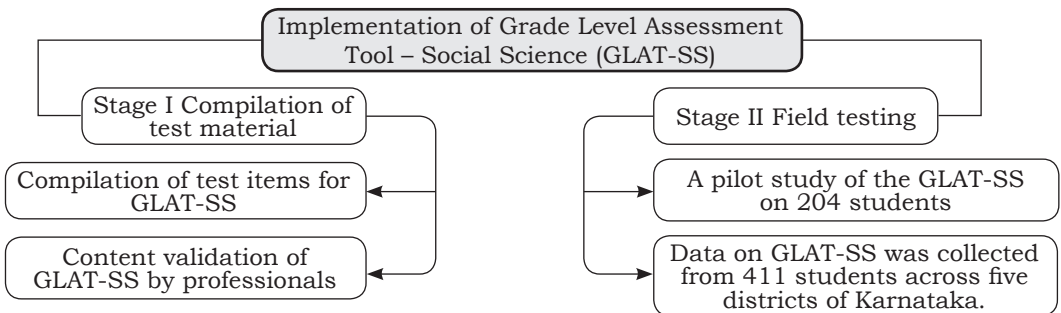 Implementation of Grade Level Assessment
Tool – Social Science (GLAT-SS)
Stage I Compilation of
test material
Compilation of test items for
GLAT-SS
Content validation of
GLAT-SS by professionals
Stage II Field testing
A pilot study of the GLAT-SS
on 204 students
Data on GLAT-SS was collected
from 411 students across five
districts of Karnataka.